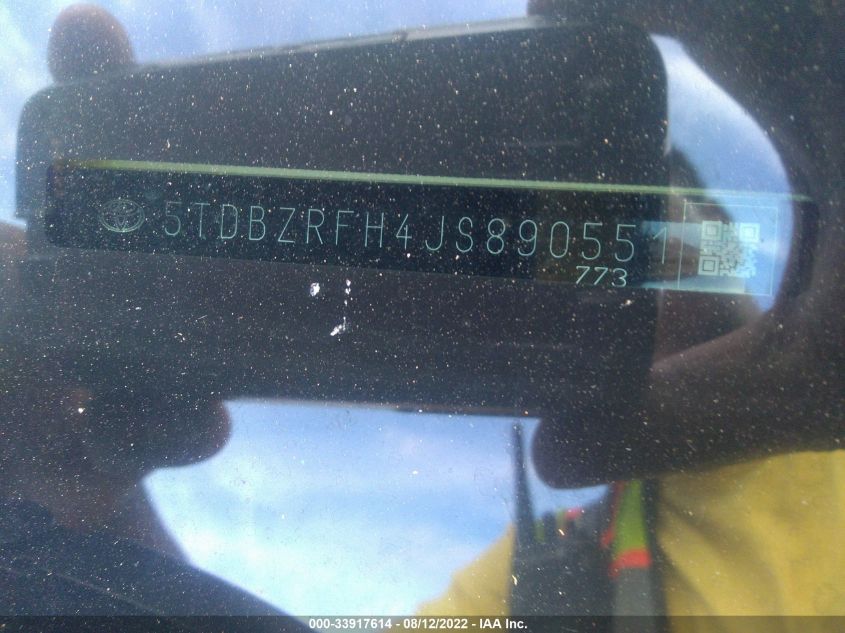 5TDBZRFH4JS890551
773
000-33917614 - 08/12/2022 - IAA Inc.